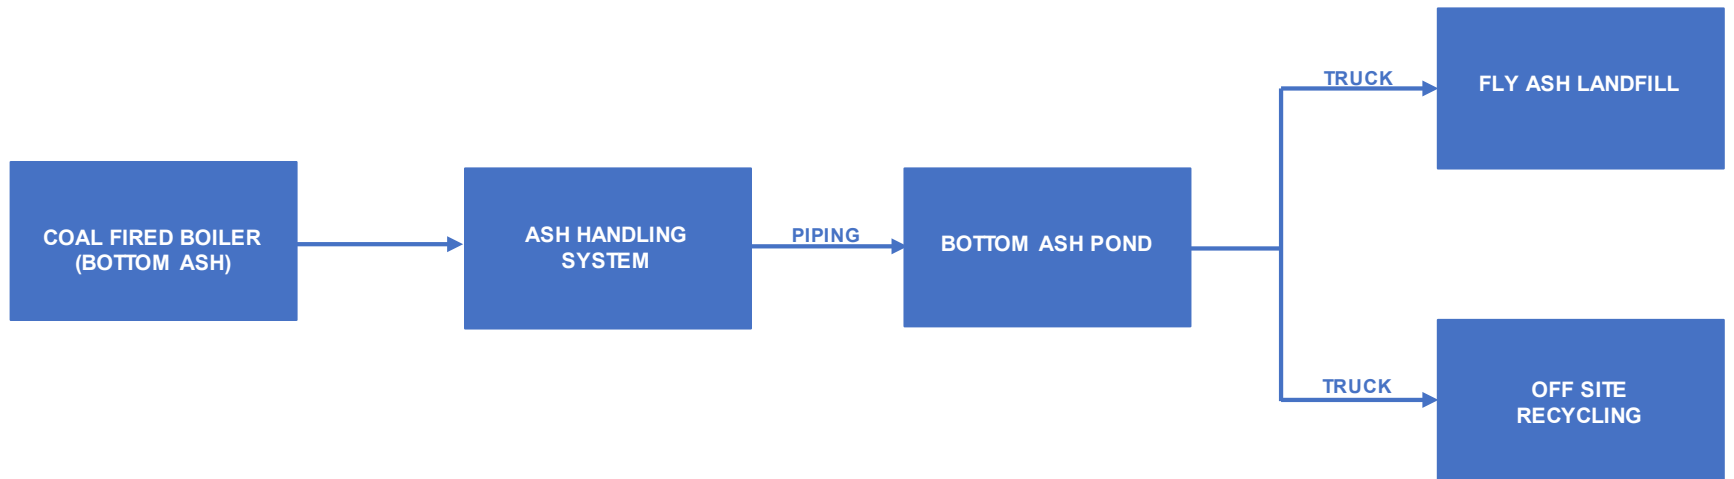 COAL FIRED BOILER
(BOTTOM ASH)
ASH HANDLING
SYSTEM
PIPING
BOTTOM ASH POND
TRUCK
FLY ASH LANDFILL
TRUCK
OFF SITE
RECYCLING